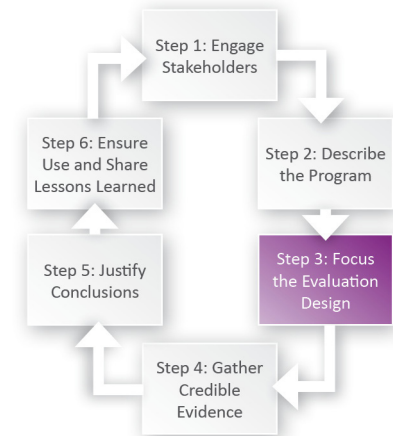 Step 1: Engage
Stakeholders
Step 2: Describe
the Program
Step 3: Focus
the Evaluation
Design
Step 4: Gather
Credible
Evidence
Step 5: Justify
Conclusions
Step 6: Ensure
Use and Share
Lessons Learned